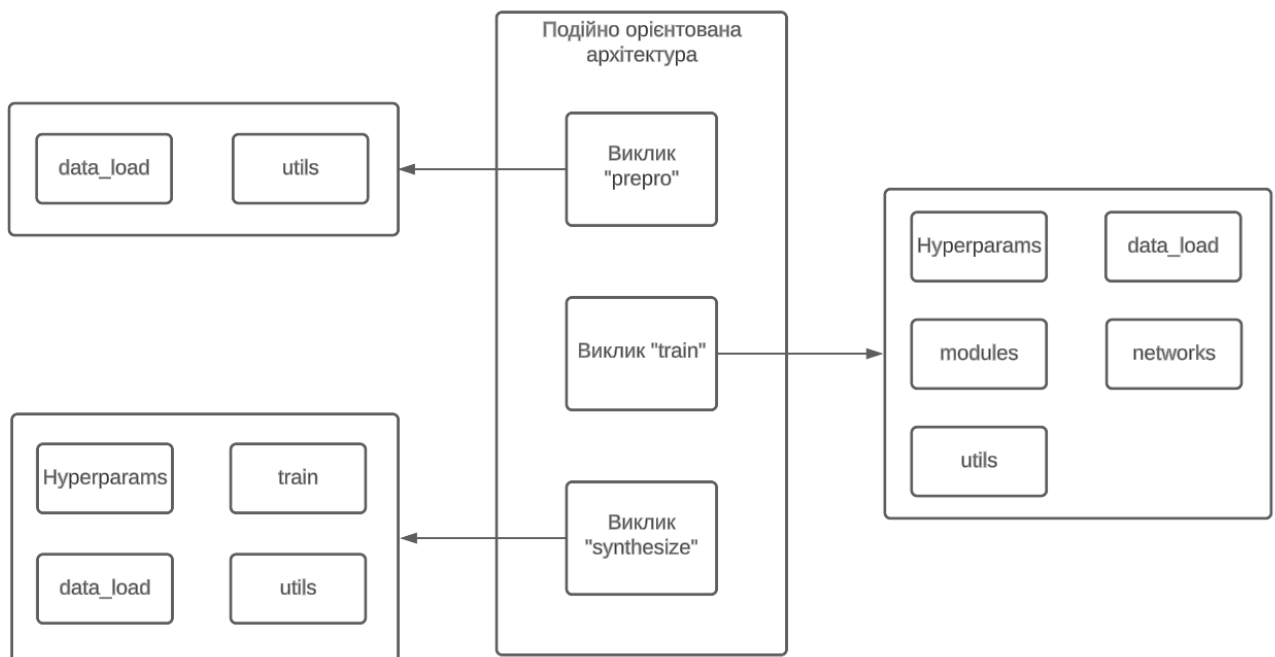 Подійно орієнтована
архітектура
Виклик
"prepro"
data_load
utils
Виклик "train"
Hyperparams
data_load
modules
networks
utils
Виклик
"synthesize"
Hyperparams
train
data_load
utils